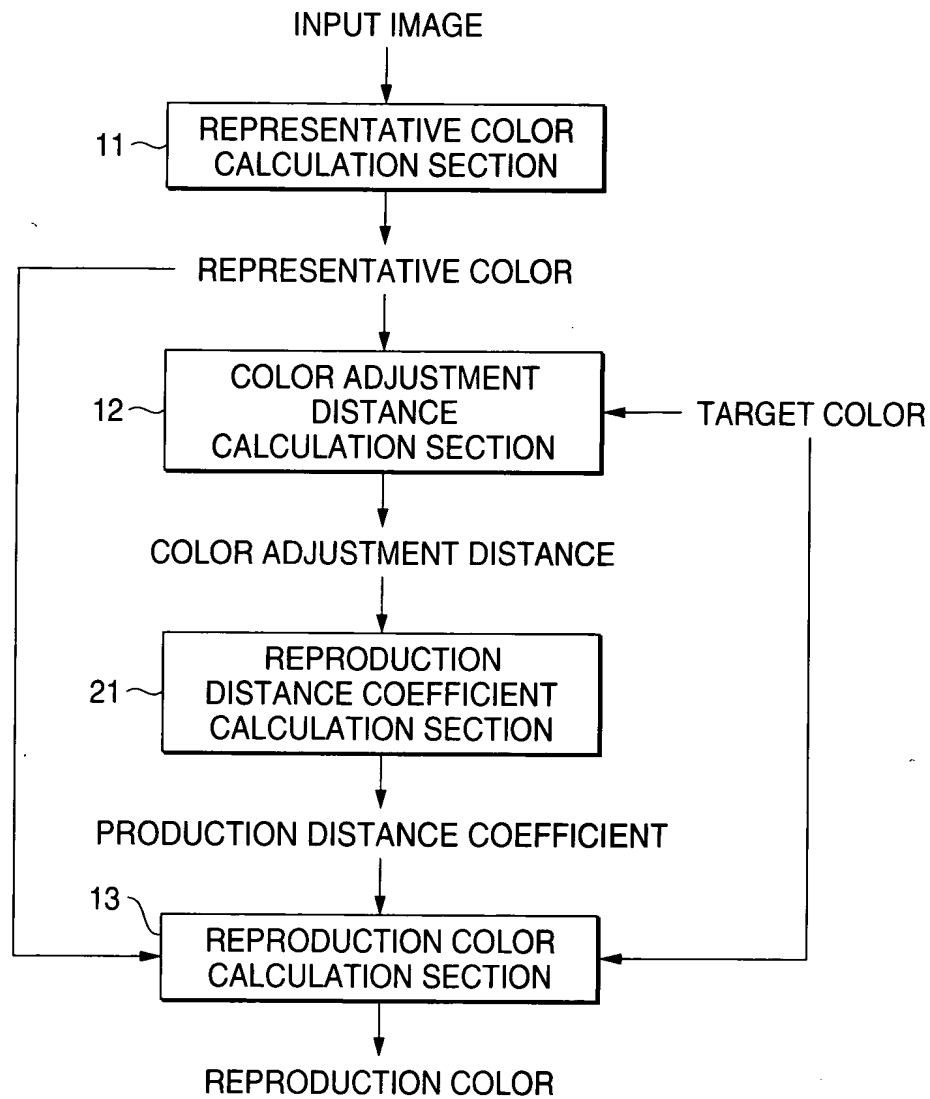 INPUT IMAGE
11
REPRESENTATIVE COLOR
CALCULATION SECTION
REPRESENTATIVE COLOR
12
COLOR ADJUSTMENT
DISTANCE
CALCULATION SECTION
TARGET COLOR
COLOR ADJUSTMENT DISTANCE
21
REPRODUCTION
DISTANCE COEFFICIENT
CALCULATION SECTION
PRODUCTION DISTANCE COEFFICIENT
13
REPRODUCTION COLOR
CALCULATION SECTION
REPRODUCTION COLOR